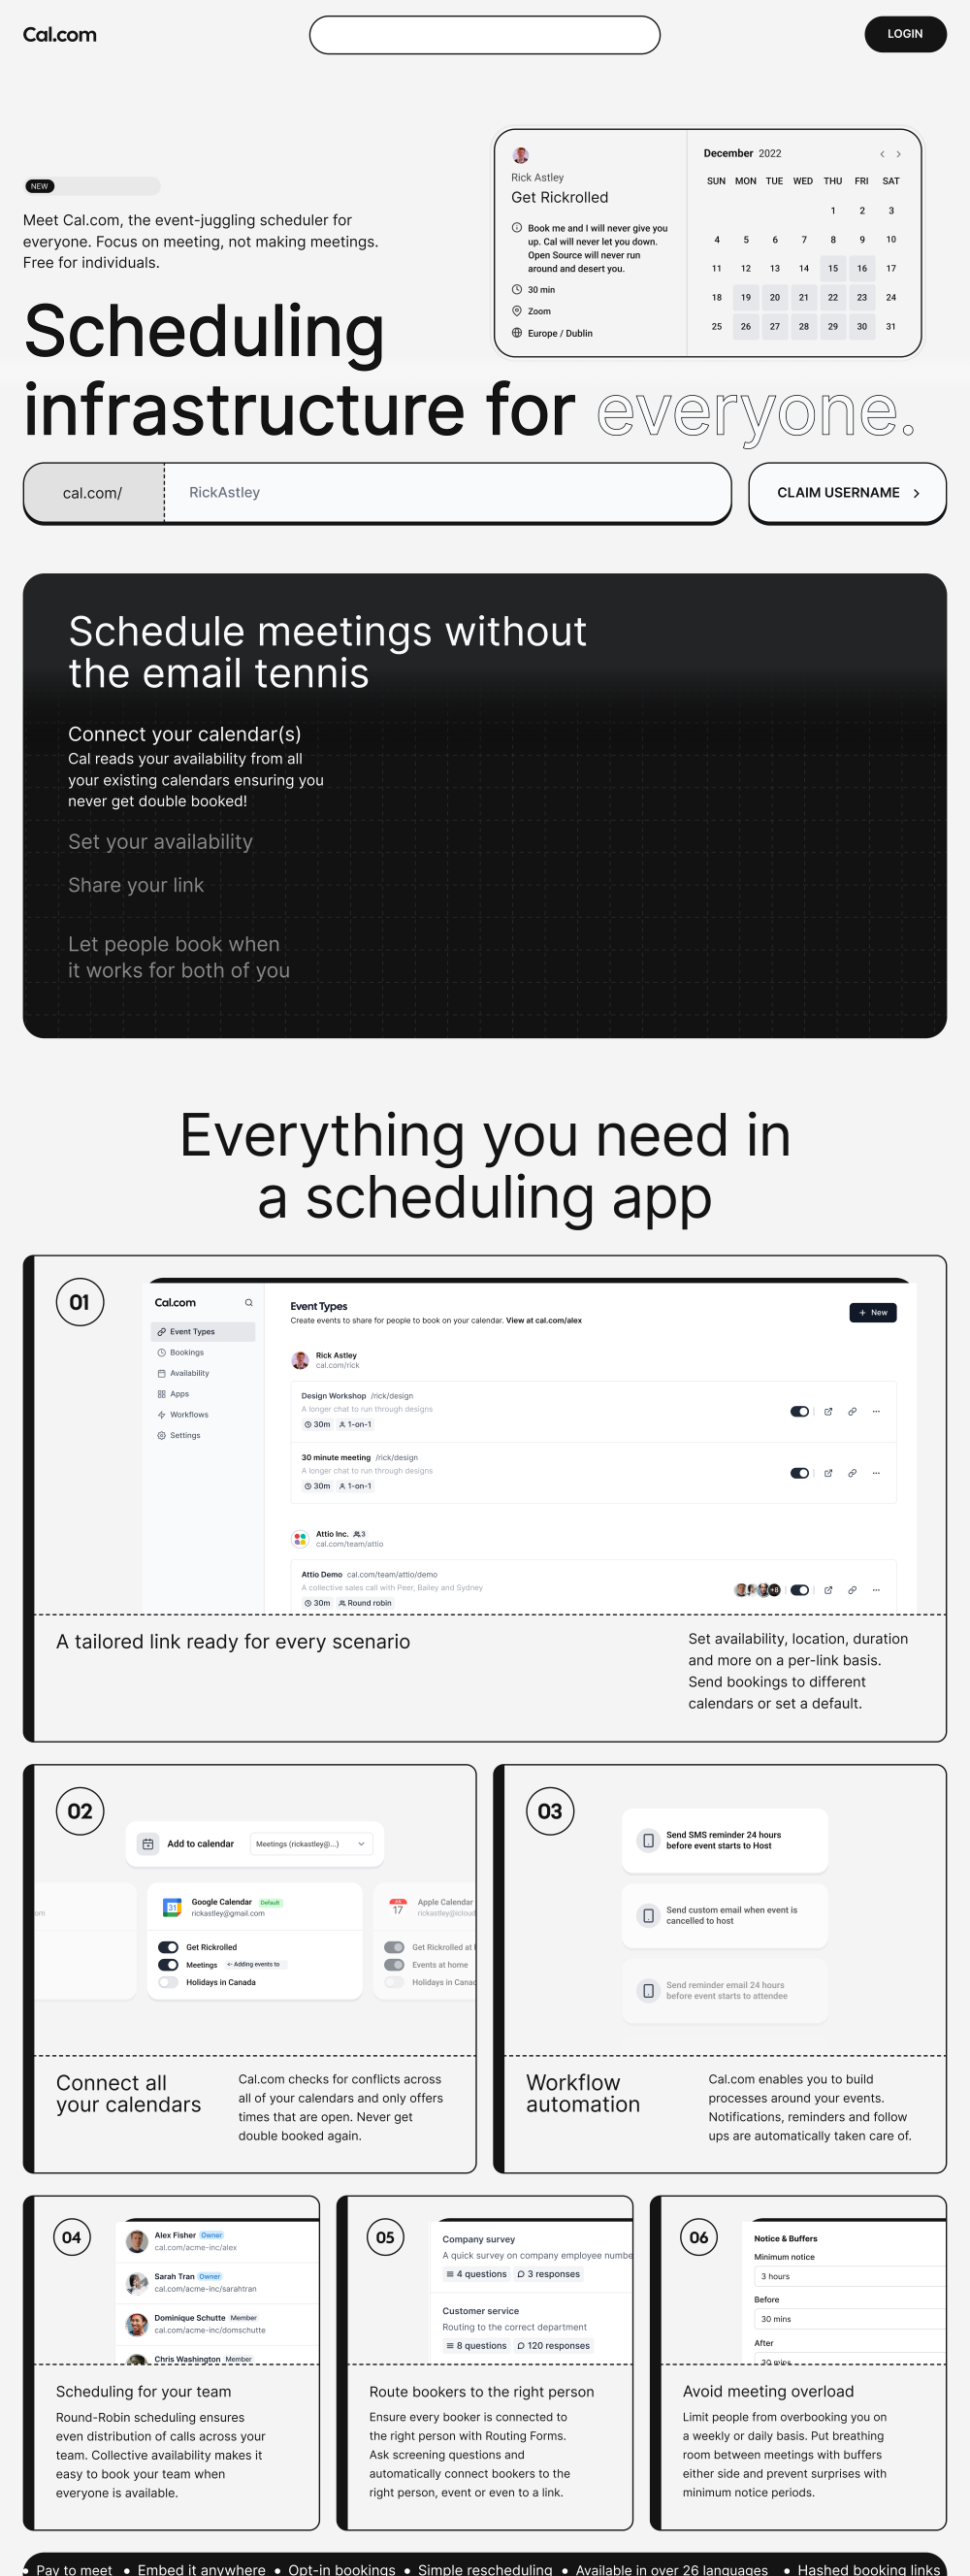 Cal.com
LOGIN
NEW
Meet Cal.com, the event-juggling scheduler for
everyone. Focus on meeting, not making meetings.
Free for individuals.
Rick Astley
Get Rickrolled
Book me and I will never give you
up. Cal will never let you down.
Open Source will never run
around and desert you.
30 min
Zoom
Europe / Dublin
December 2022
SUN MON TUE WED THU FRI SAT
1 2 3
4 5 6 7 8 9 10
11 12 13 14 15 16 17
18 19 20 21 22 23 24
25 26 27 28 29 30 31
Scheduling
infrastructure for everyone.
cal.com/ RickAstley
CLAIM USERNAME
Schedule meetings without
the email tennis
Connect your calendar(s)
Cal reads your availability from all
your existing calendars ensuring you
never get double booked!
Set your availability
Share your link
Let people book when
it works for both of you
Everything you need in
a scheduling app
01
Cal.com
Event Types
Bookings
Availability
Apps
Workflows
Settings
Event Types
Create events to share for people to book on your calendar. View at cal.com/alex
+ New
Rick Astley
cal.com/rick
Design Workshop /rick/design
A longer chat to run through designs
30m 1-on-1
30 minute meeting /rick/design
A longer chat to run through designs
30m 1-on-1
Attio Inc. 3
cal.com/team/attio
Attio Demo cal.com/team/attio/demo
A collective sales call with Peer, Bailey and Sydney
+8
30m Round robin
A tailored link ready for every scenario
Set availability, location, duration
and more on a per-link basis.
Send bookings to different
calendars or set a default.
02
Add to calendar Meetings (rickastley@...)
om
Google Calendar Default
rickastley@gmail.com
31
Get Rickrolled
Meetings <- Adding events to
Holidays in Canada
17
Apple Calendar
rickastley@icloud
Get Rickrolled at
Events at home
Holidays in Canad
Connect all
your calendars
Cal.com checks for conflicts across
all of your calendars and only offers
times that are open. Never get
double booked again.
03
Send SMS reminder 24 hours
before event starts to Host
Send custom email when event is
cancelled to host
Send reminder email 24 hours
before event starts to attendee
Workflow
automation
Cal.com enables you to build
processes around your events.
Notifications, reminders and follow
ups are automatically taken care of.
04
Alex Fisher Owner
cal.com/acme-inc/alex
Sarah Tran Owner
cal.com/acme-inc/sarahtran
Dominique Schutte Member
cal.com/acme-inc/domschutte
Chris Washington Member
Scheduling for your team
Round-Robin scheduling ensures
even distribution of calls across your
team. Collective availability makes it
easy to book your team when
everyone is available.
05
Company survey
A quick survey on company employee numbe
4 questions 3 responses
Customer service
Routing to the correct department
8 questions 120 responses
Route bookers to the right person
Ensure every booker is connected to
the right person with Routing Forms.
Ask screening questions and
automatically connect bookers to the
right person, event or even to a link.
06
Notice & Buffers
Minimum notice
3 hours
Before
30 mins
After
30 mins
Avoid meeting overload
Limit people from overbooking you on
a weekly or daily basis. Put breathing
room between meetings with buffers
either side and prevent surprises with
minimum notice periods.
• Pay to meet • Embed it anywhere • Opt-in bookings • Simple rescheduling • Available in over 26 languages • Hashed booking links